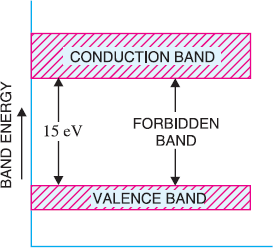 CONDUCTION BAND
BAND ENERGY
15 eV
FORBIDDEN
BAND
VALENCE BAND